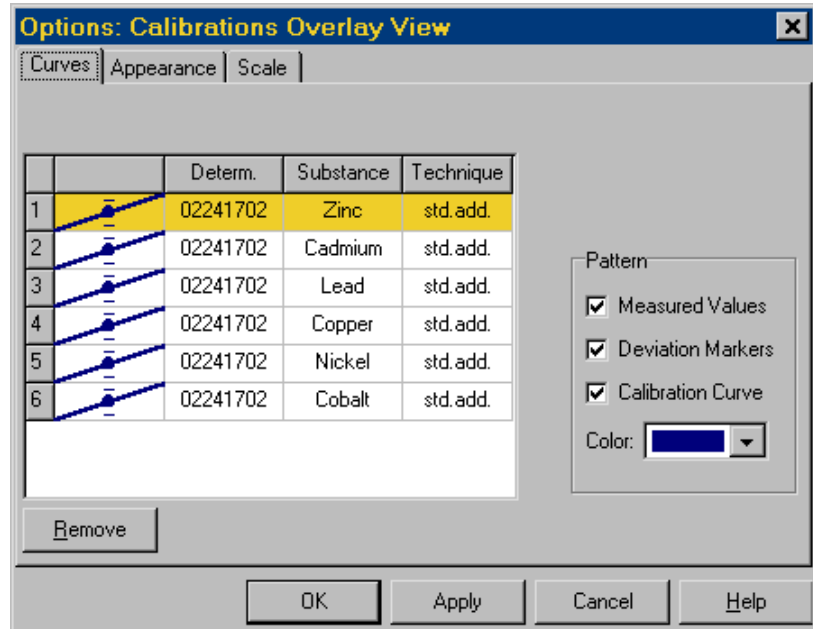 Options: Calibrations Overlay View
Curves Appearance Scale
Determ. Substance Technique
1 02241702 Zinc std.add.
2 02241702 Cadmium std.add.
3 02241702 Lead std.add.
4 02241702 Copper std.add.
5 02241702 Nickel std.add.
6 02241702 Cobalt std.add.
Pattern
Measured Values
Deviation Markers
Calibration Curve
Color:
Remove
OK Apply Cancel Help